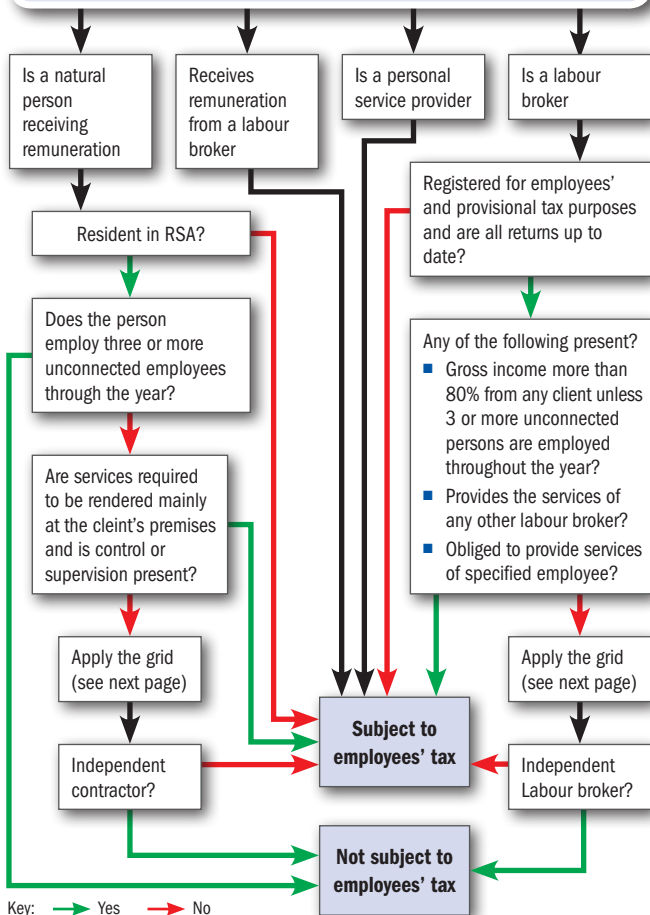 Is a natural
person
receiving
remuneration
Receives
remuneration
from a labour
broker
Is a personal
service provider
Is a labour
broker
Resident in RSA?
Registered for employees'
and provisional tax purposes
and are all returns up to
date?
Does the person
employ three or more
unconnected employees
through the year?
Any of the following present?
Gross income more than
80% from any client unless
3 or more unconnected
persons are employed
throughout the year?
Provides the services of
any other labour broker?
Obliged to provide services
of specified employee?
Are services required
to be rendered mainly
at the cleint's premises
and is control or
supervision present?
Apply the grid
(see next page)
Apply the grid
(see next page)
Subject to
employees' tax
Independent
contractor?
Independent
Labour broker?
Not subject to
employees' tax
Key: Yes No